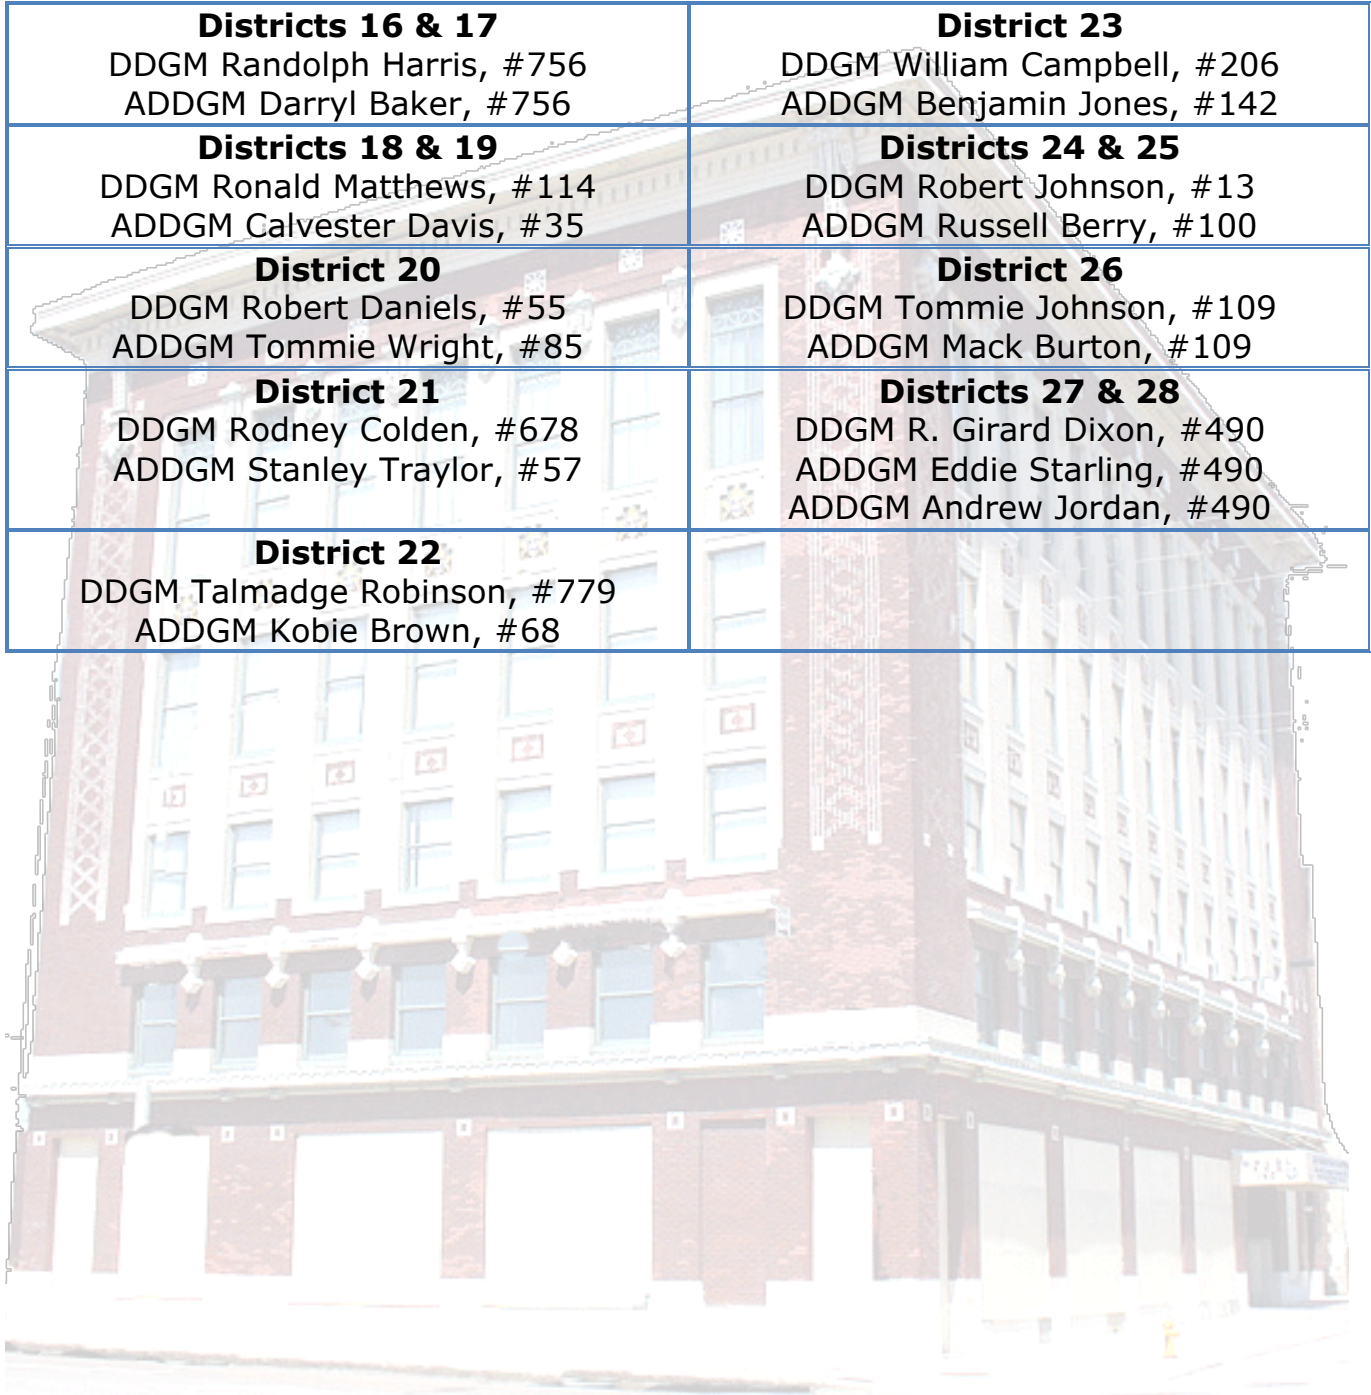 Districts 16 & 17
DDGM Randolph Harris, #756
ADDGM Darryl Baker, #756
District 23
DDGM William Campbell, #206
ADDGM Benjamin Jones, #142
Districts 18 & 19
DDGM Ronald Matthews, #114
ADDGM Calvester Davis, #35
Districts 24 & 25
DDGM Robert Johnson, #13
ADDGM Russell Berry, #100
District 20
DDGM Robert Daniels, #55
ADDGM Tommie Wright, #85
District 26
DDGM Tommie Johnson, #109
ADDGM Mack Burton, #109
District 21
DDGM Rodney Colden, #678
ADDGM Stanley Traylor, #57
Districts 27 & 28
DDGM R. Girard Dixon, #490
ADDGM Eddie Starling, #490
ADDGM Andrew Jordan, #490
District 22
DDGM Talmadge Robinson, #779
ADDGM Kobie Brown, #68